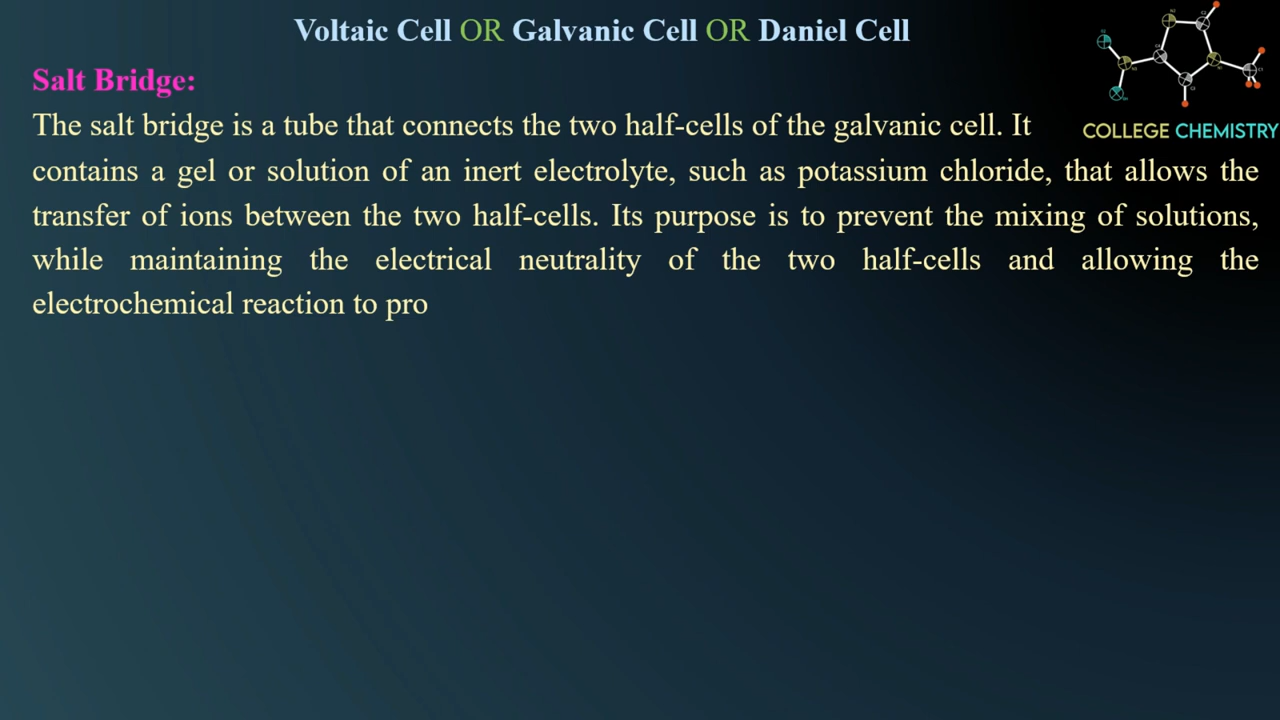 Voltaic Cell OR Galvanic Cell OR Daniel Cell
Salt Bridge:
The salt bridge is a tube that connects the two half-cells of the galvanic cell. It
COLLEGE CHEMISTRY
contains a gel or solution of an inert electrolyte, such as potassium chloride, that allows the
transfer of ions between the two half-cells. Its purpose is to prevent the mixing of solutions,
while maintaining the electrical neutrality of the two half-cells and allowing the
electrochemical reaction to pro